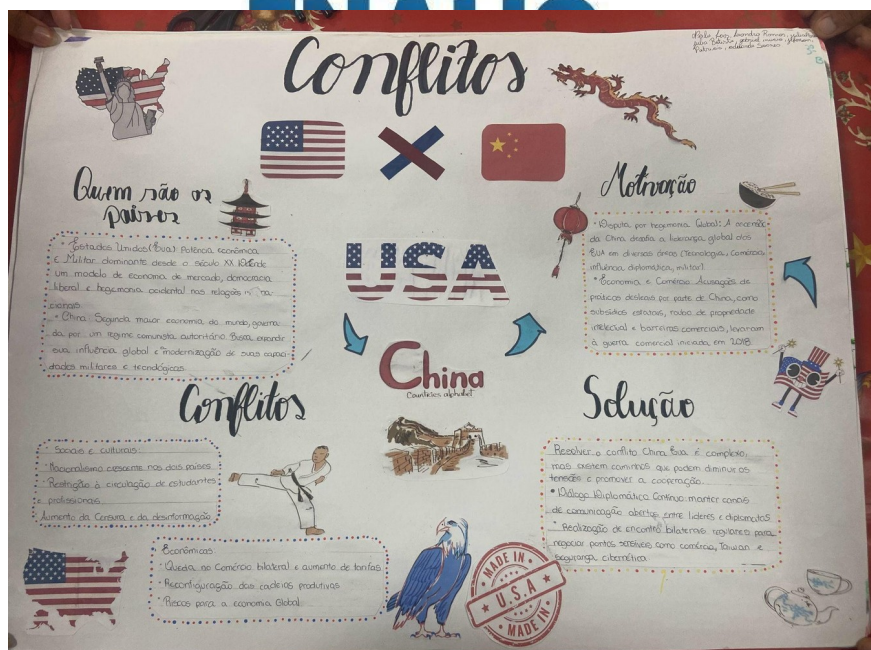 Conflitos
Quem são os
países
Estados Unidos (Eua): Potência econômica
E Militar dominante desde o século XX
um modelo de economia de mercado, democracia
liberal e hegemonia ocidental nas relações
cionais
China: Segunda maior economia do mundo, governa
da por um regime comunista autoritário Busca expandir
sua influência global e modernização de suas capaci
dades militares e tecnológicas
USA
China
Countries alphabet
Motivação
Disputa por hegemonia Global: A ascensão
da China desafia a liderança global dos
EUA em diversas áreas (Tecnologia, Comércio
influência diplomática, militar)
Economia e Comércio Acusações de
práticas desleais por parte da China, como
subsídios estatais, roubo de propriedade
intelecual e barreiras comerciais, levaram
à guerra comercial iniciada em 2018
Conflitos
Sociais e culturais:
Nacionalismo crescente nos dois países
Restrição à circulação de estudantes
e profissionais
Aumento da Censura e da desinformação
Econômicas
Queda no Comércio bilateral e aumento de tarifas
Reconfiguração das cadeias produtivas
Riscos para a economia Global
Solução
Resolver o conflito China Eua é complexo,
mas existem caminhos que podem diminuir as
tensões e promover a cooperação.
Diálogo Diplomático Contínuo: manter canais
de comunicação abertos entre líderes e diplomatas
Realização de encontros bilaterais regulares para
negociar pontos sensíveis como comércio, Taiwan e
segurança cibernética
MADE IN
U.S.A
MADE IN